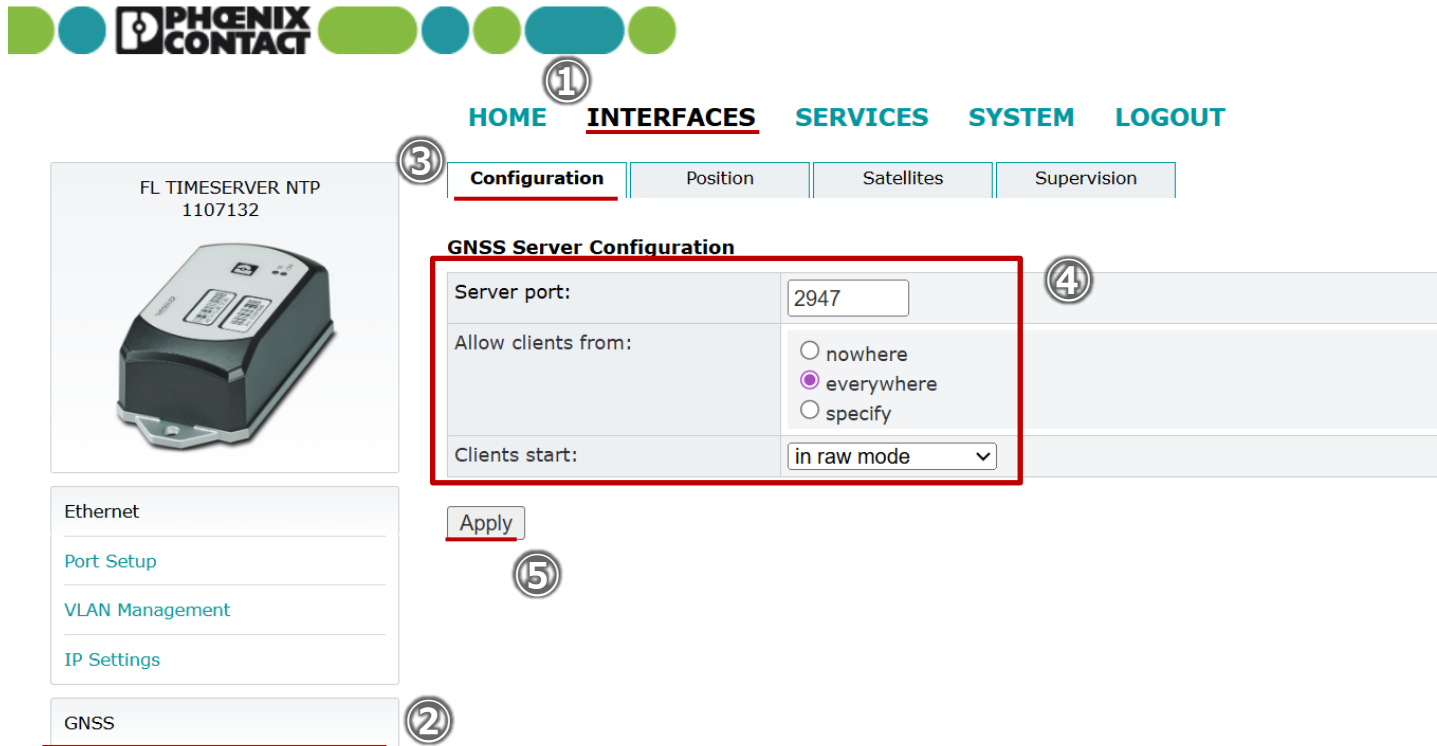 PHŒNIX
CONTACT
①
HOME INTERFACES SERVICES SYSTEM LOGOUT
③
Configuration Position Satellites Supervision
FL TIMESERVER NTP
1107132
GNSS Server Configuration
④
Server port: 2947
Allow clients from:
nowhere
everywhere
specify
Clients start: in raw mode
Apply
⑤
Ethernet
Port Setup
VLAN Management
IP Settings
GNSS
②